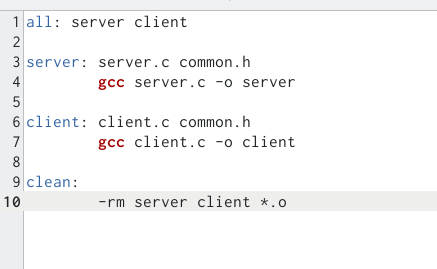 1 all: server client
2
3 server: server.c common.h
4 gcc server.c -o server
5
6 client: client.c common.h
7 gcc client.c -o client
8
9 clean:
10 -rm server client *.o